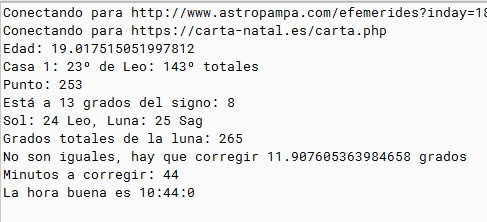 Conectando para http://www.astropampa.com/efemerides?inday=18
Conectando para https://carta-natal.es/carta.php
Edad: 19.017515051997812
Casa 1: 23º de Leo: 143º totales
Punto: 253
Está a 13 grados del signo: 8
Sol: 24 Leo, Luna: 25 Sag
Grados totales de la luna: 265
No son iguales, hay que corregir 11.907605363984658 grados
Minutos a corregir: 44
La hora buena es 10:44:0